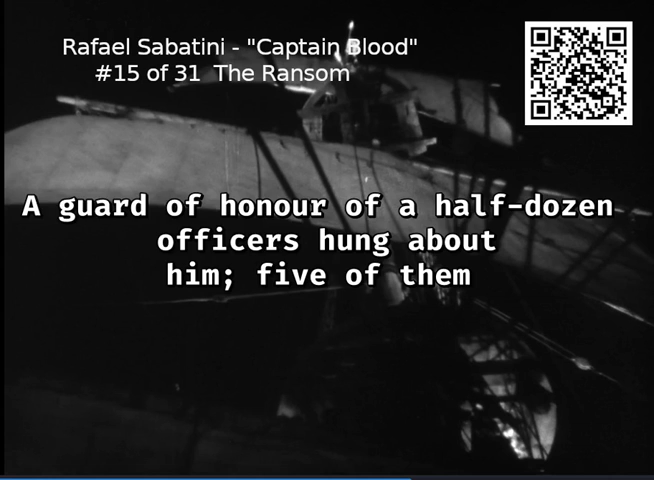 Rafael Sabatini - "Captain Blood"
#15 of 31  The Ransom
A guard of honour of a half-dozen
officers hung about
him; five of them